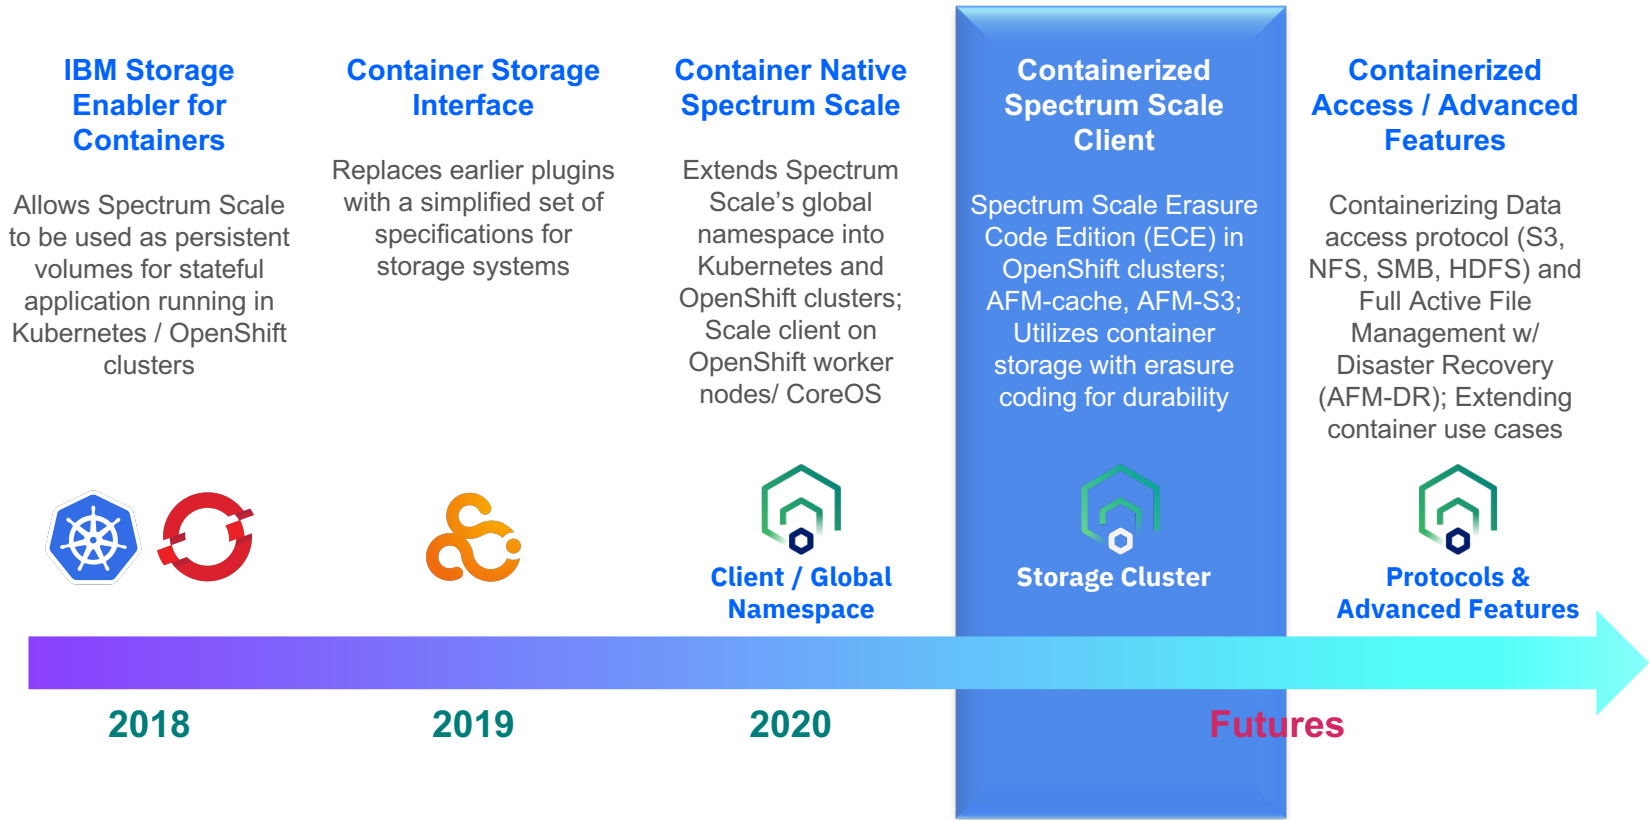 IBM Storage
Enabler for
Containers
Allows Spectrum Scale
to be used as persistent
volumes for stateful
application running in
Kubernetes / OpenShift
clusters
Container Storage
Interface
Replaces earlier plugins
with a simplified set of
specifications for
storage systems
Container Native
Spectrum Scale
Extends Spectrum
Scale’s global
namespace into
Kubernetes and
OpenShift clusters;
Scale client on
OpenShift worker
nodes/ CoreOS
Client / Global
Namespace
Containerized
Spectrum Scale
Client
Spectrum Scale Erasure
Code Edition (ECE) in
OpenShift clusters;
AFM-cache, AFM-S3;
Utilizes container
storage with erasure
coding for durability
Storage Cluster
Containerized
Access / Advanced
Features
Containerizing Data
access protocol (S3,
NFS, SMB, HDFS) and
Full Active File
Management w/
Disaster Recovery
(AFM-DR); Extending
container use cases
Protocols &
Advanced Features
2018
2019
2020
Futures